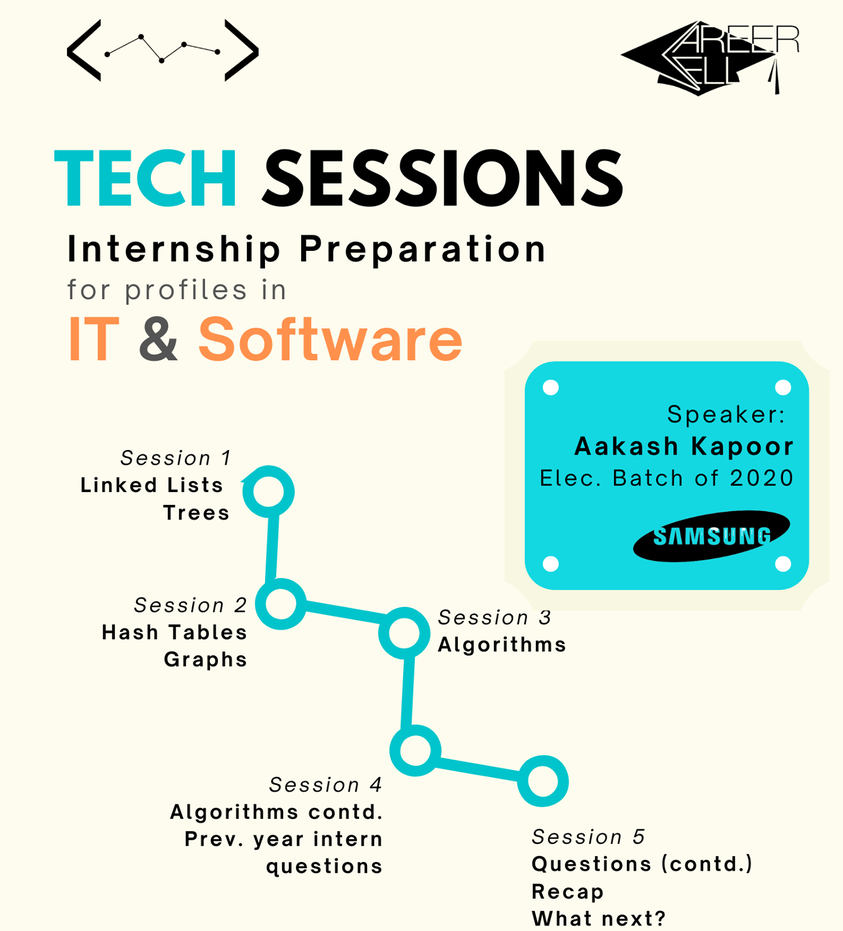 CAREER
CELL
TECH SESSIONS
Internship Preparation
for profiles in
IT & Software
Speaker:
Aakash Kapoor
Elec. Batch of 2020
SAMSUNG
Session 1
Linked Lists
Trees
Session 2
Hash Tables
Graphs
Session 3
Algorithms
Session 4
Algorithms contd.
Prev. year intern
questions
Session 5
Questions (contd.)
Recap
What next?